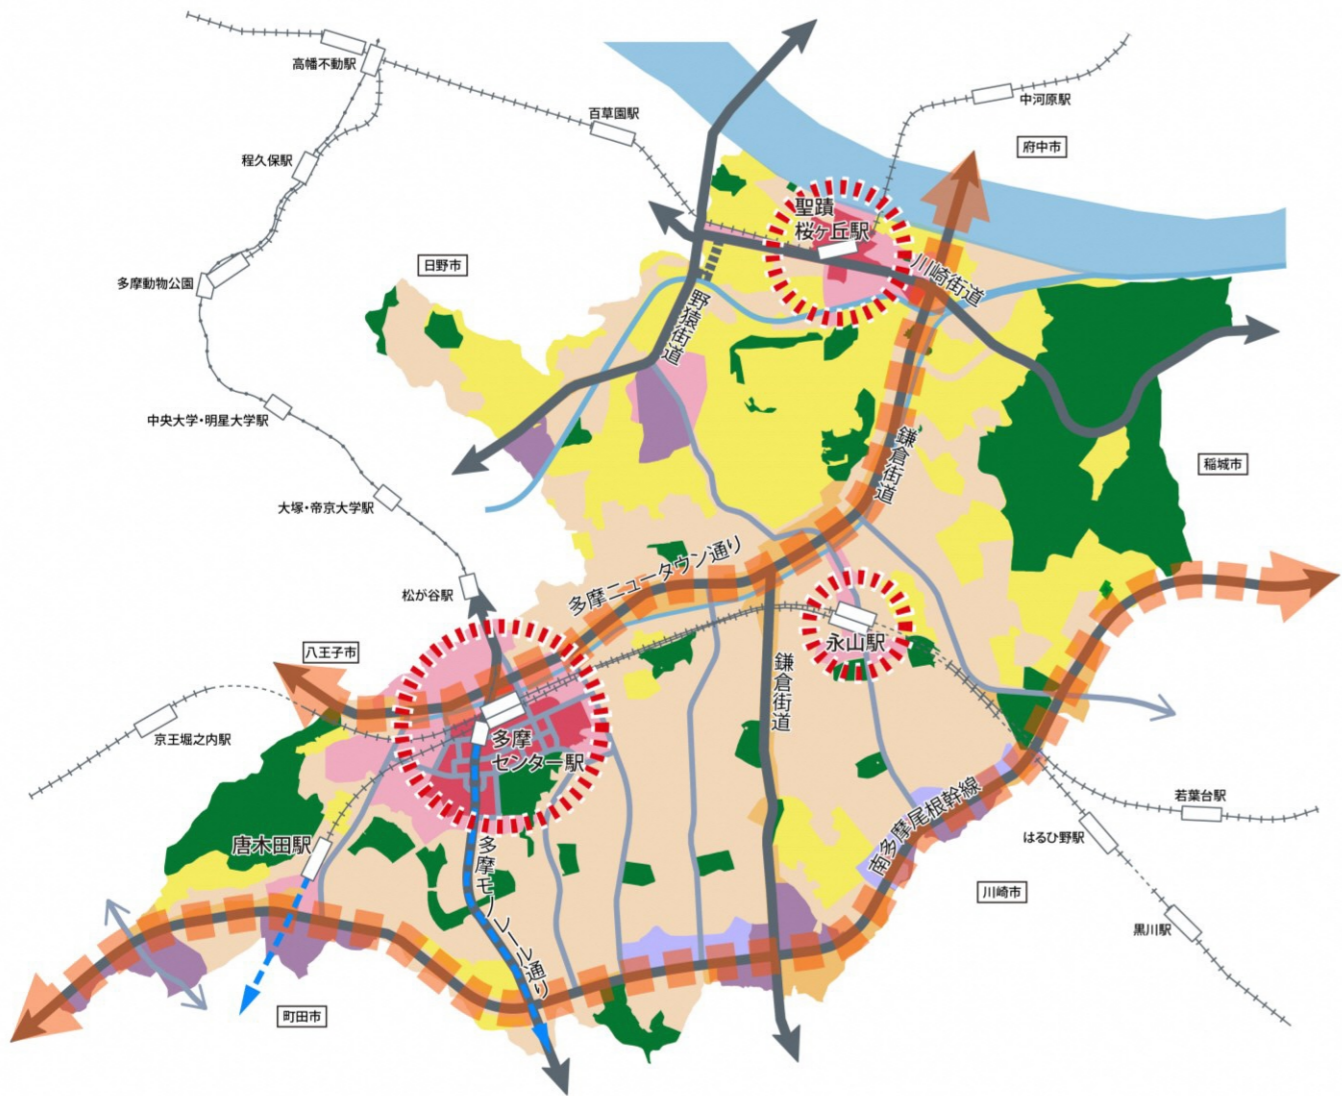 高幡不動駅
中河原駅
百草園駅
府中市
程久保駅
聖蹟
桜ヶ丘駅
日野市
川崎街道
多摩動物公園
野猿街道
中央大学・明星大学駅
鎌倉街道
稲城市
大塚・帝京大学駅
多摩ニュータウン通り
松が谷駅
永山駅
八王子市
鎌倉街道
京王堀之内駅
多摩
センター駅
若葉台駅
南多摩尾根幹線
はるひ野駅
唐木田駅
多摩モノレール通り
川崎市
黒川駅
町田市